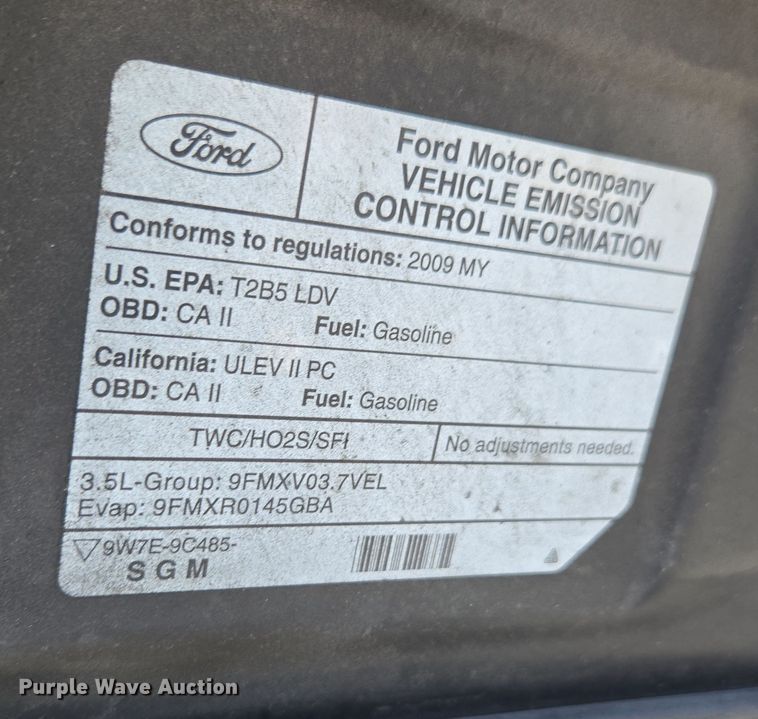 Ford
Ford Motor Company
VEHICLE EMISSION
CONTROL INFORMATION
Conforms to regulations: 2009 MY
U.S. EPA: T2B5 LDV
OBD: CA II Fuel: Gasoline
California: ULEV II PC
OBD: CA II Fuel: Gasoline
TWC/HO2S/SFI No adjustments needed.
3.5L-Group: 9FMXV03.7VEL
Evap: 9FMXR0145GBA
9W7E-9C485-
SGM
Purple Wave Auction